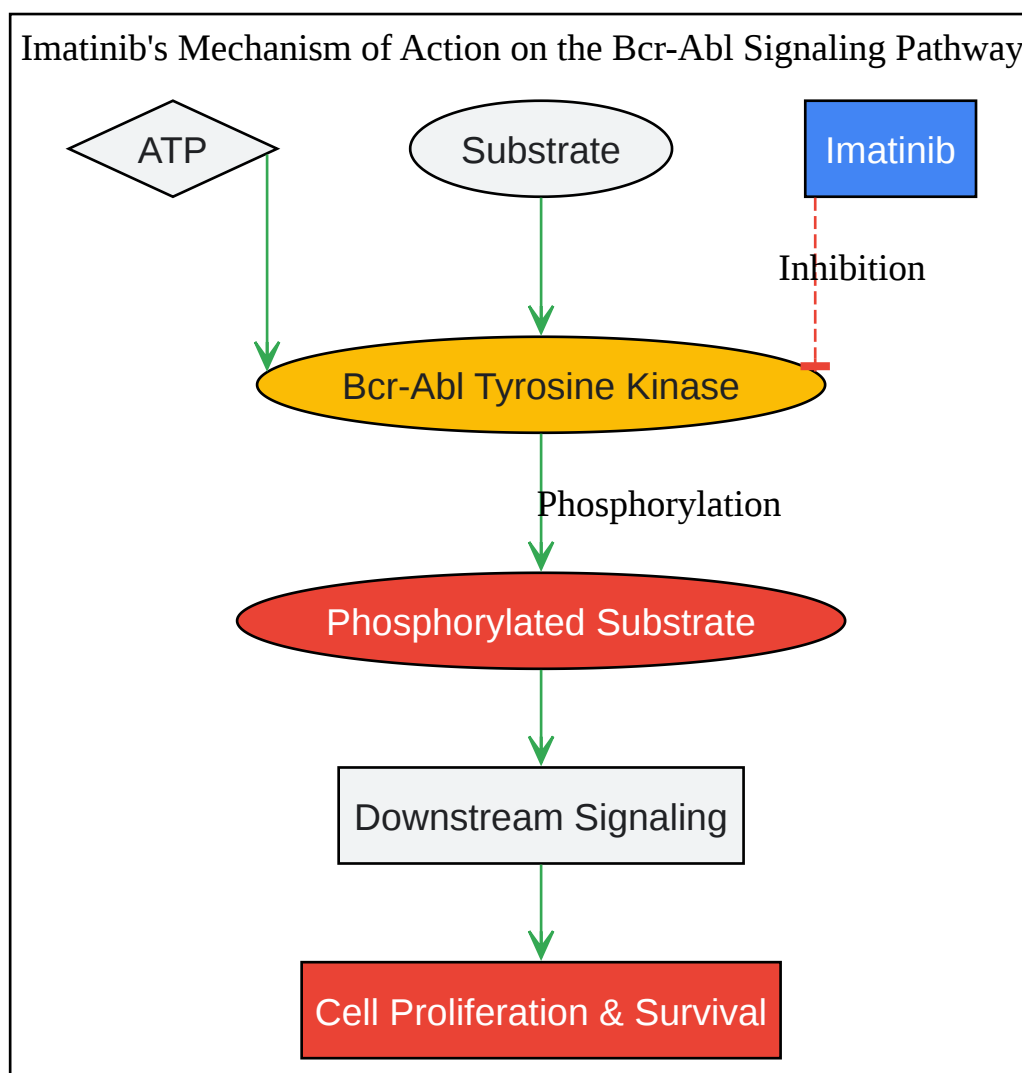 Imatinib's Mechanism of Action on the Bcr-Abl Signaling Pathway
ATP
Substrate
Imatinib
Inhibition
Bcr-Abl Tyrosine Kinase
Phosphorylation
Phosphorylated Substrate
Downstream Signaling
Cell Proliferation & Survival